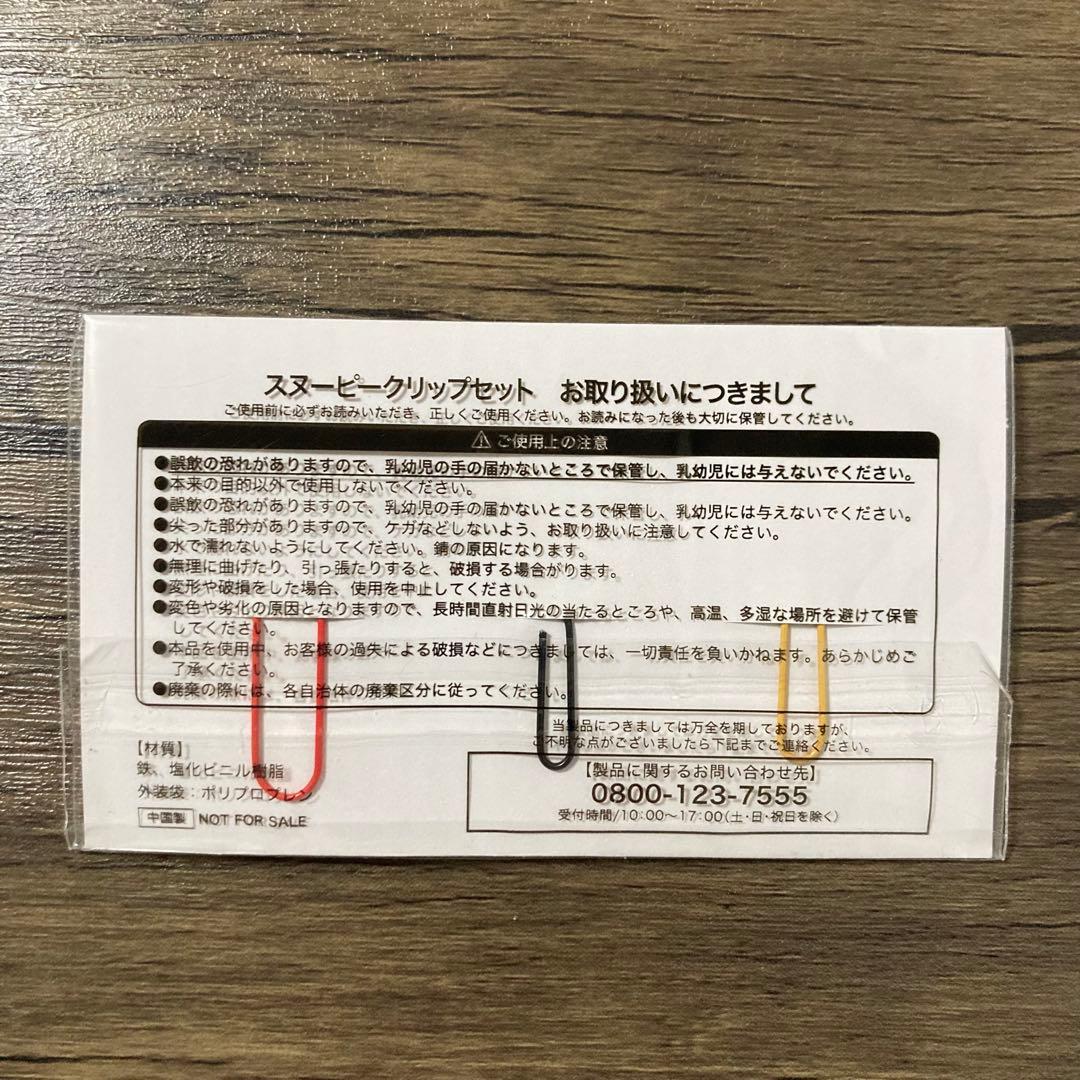 スヌーピークリップセット　お取り扱いにつきまして
ご使用前に必ずお読みいただき、正しくご使用ください。お読みになった後も大切に保管してください。
⚠ ご使用上の注意
●誤飲の恐れがありますので、乳幼児の手の届かないところで保管し、乳幼児には与えないでください。
●本来の目的以外で使用しないでください。
●誤飲の恐れがありますので、乳幼児の手の届かないところで保管し、乳幼児には与えないでください。
●尖った部分がありますので、ケガなどしないよう、お取り扱いに注意してください。
●水で濡れないようにしてください。錆の原因になります。
●無理に曲げたり、引っ張たりすると、破損する場合がります。
●変形や破損をした場合、使用を中止してください。
●変色や劣化の原因となりますので、長時間直射日光の当たるところや、高温、多湿な場所を避けて保管
してください。
●本品を使用中、お客様の過失による破損などにつきましては、一切責任を負いかねます。あらかじめご
了承ください。
●廃棄の際には、各自治体の廃棄区分に従ってください。
当製品につきましては万全を期しておりますが、
ご不明な点がございましたら下記までご連絡ください。
【材質】
鉄、塩化ビニル樹脂
外装袋：ポリプロプレン
中国製 NOT FOR SALE
【製品に関するお問い合わせ先】
0800-123-7555
受付時間/10:00〜17:00(土・日・祝日を除く)